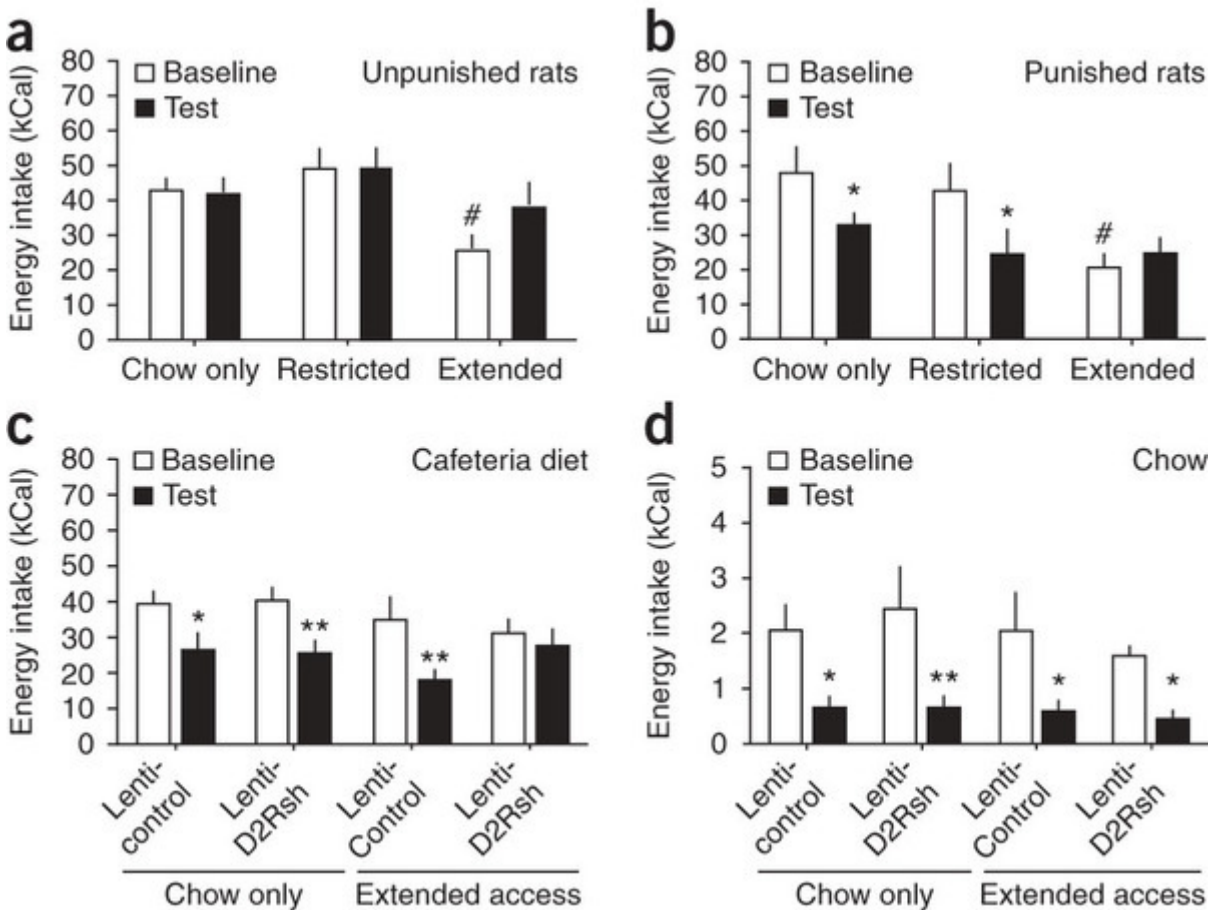 a
Baseline
Test
Unpunished rats
Energy intake (kCal)
80
70
60
50
40
30
20
10
0
#
Chow only
Restricted
Extended
b
Baseline
Test
Punished rats
Energy intake (kCal)
80
70
60
50
40
30
20
10
0
*
*
#
Chow only
Restricted
Extended
c
Baseline
Test
Cafeteria diet
Energy intake (kCal)
80
70
60
50
40
30
20
10
0
*
**
**
Lenti-
control
Lenti-
D2Rsh
Lenti-
Control
Lenti-
D2Rsh
Chow only
Extended access
d
Baseline
Test
Chow
Energy intake (kCal)
5
4
3
2
1
0
*
**
*
*
Lenti-
control
Lenti-
D2Rsh
Lenti-
Control
Lenti-
D2Rsh
Chow only
Extended access